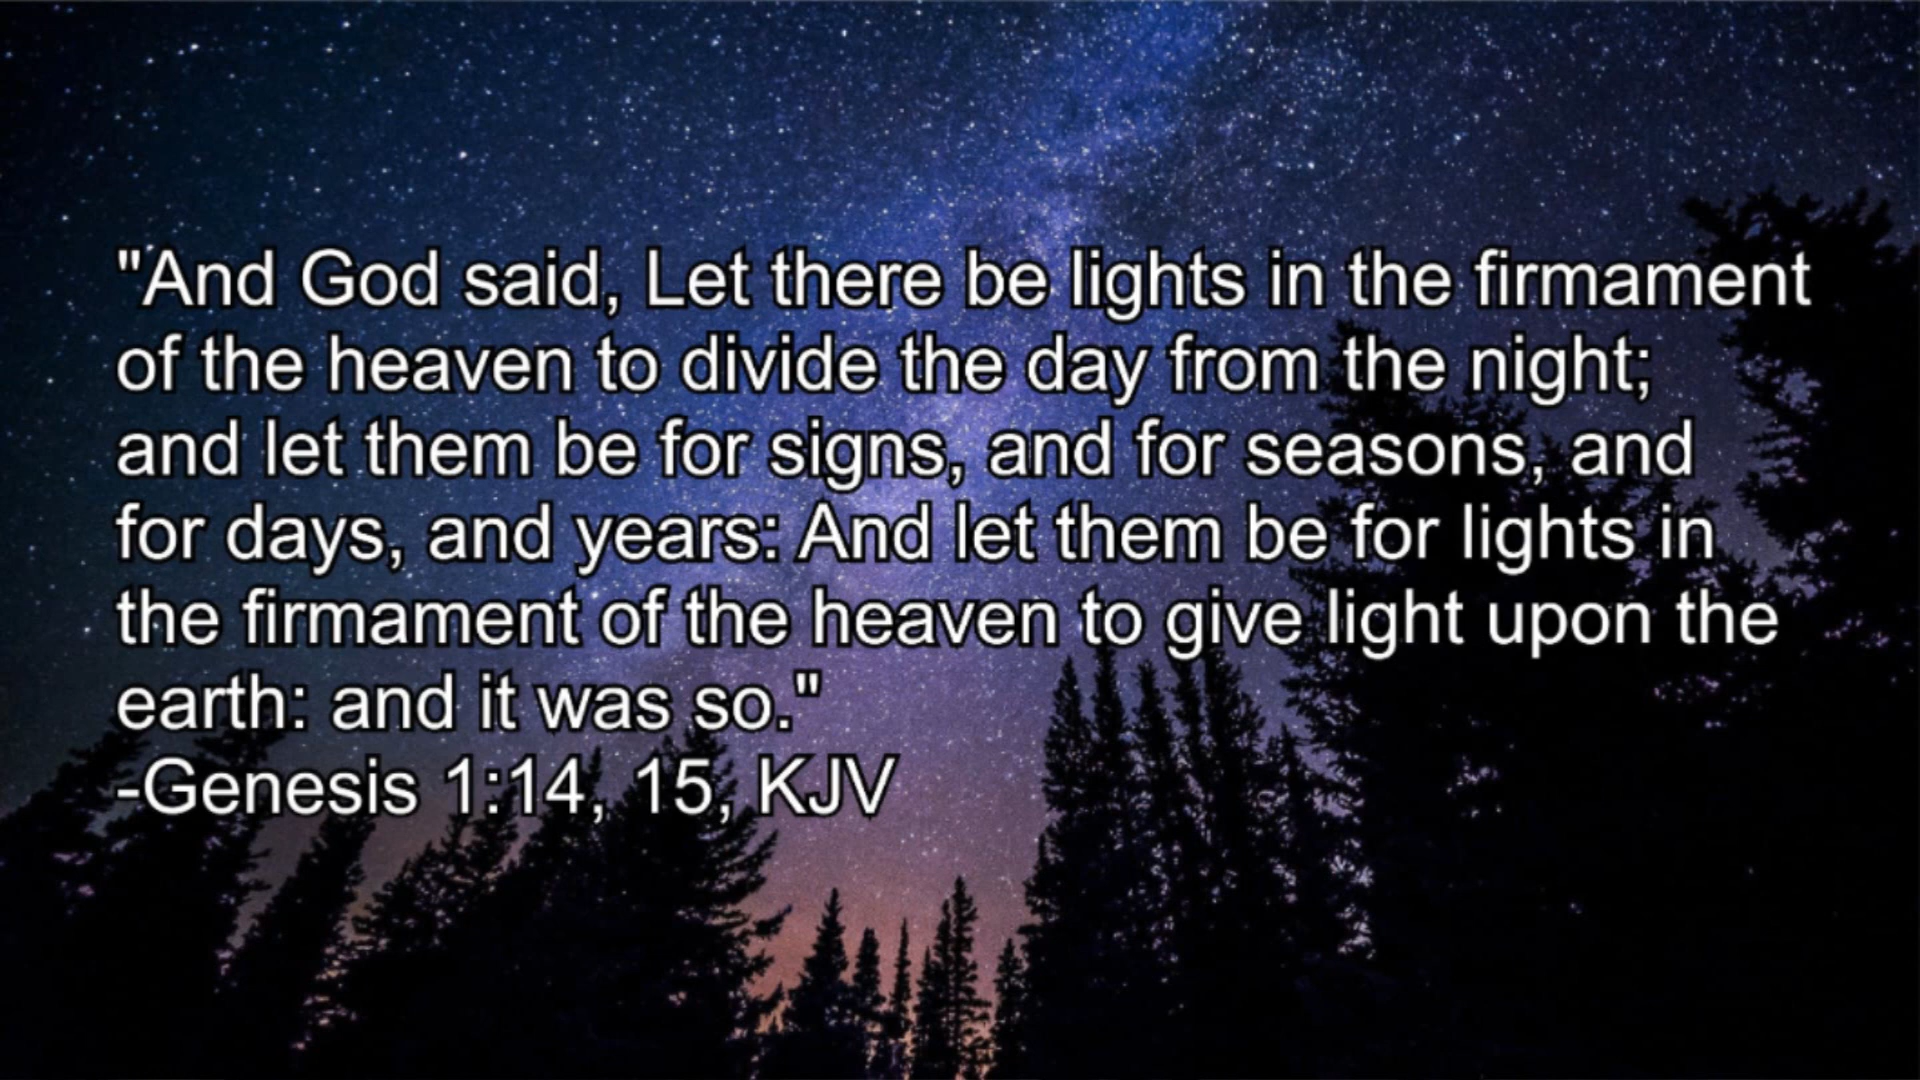 "And God said, Let there be lights in the firmament
of the heaven to divide the day from the night;
and let them be for signs, and for seasons, and
for days, and years: And let them be for lights in
the firmament of the heaven to give light upon the
earth: and it was so."
-Genesis 1:14, 15, KJV